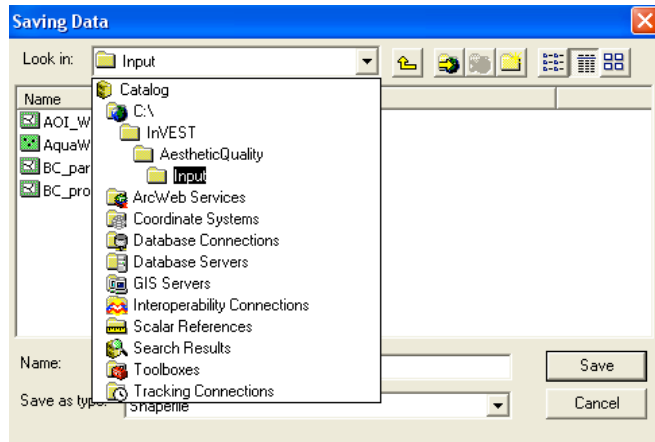 Saving Data
Look in: Input
Name
AOI_W
AquaW
BC_par
BC_pro
Catalog
C:\
InVEST
AestheticQuality
Input
ArcWeb Services
Coordinate Systems
Database Connections
Database Servers
GIS Servers
Interoperability Connections
Scalar References
Search Results
Toolboxes
Tracking Connections
Name:
Save
Save as type: Shapefile
Cancel